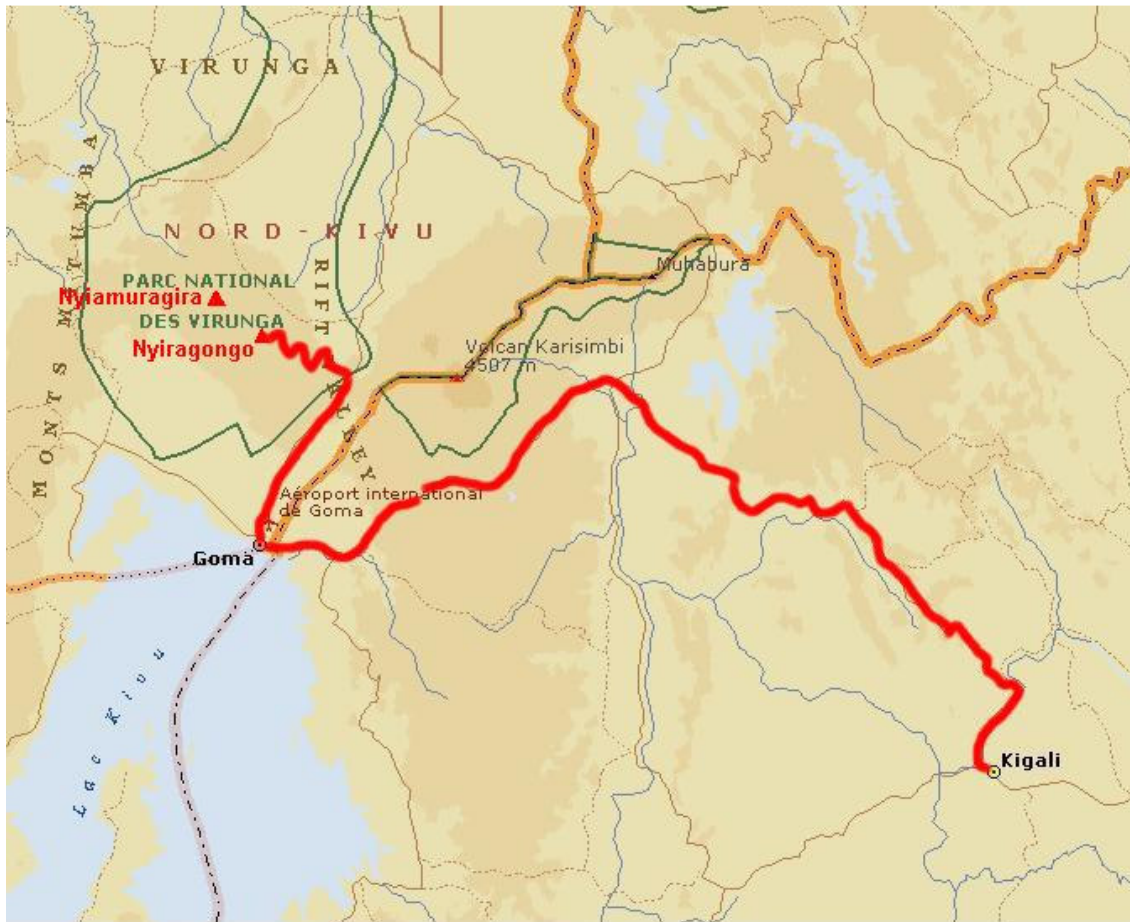 VIRUNGA
MONTS MITUMBA
NORD-KIVU
RIFT VALLEY
PARC NATIONAL
Nyiamuragira
DES VIRUNGA
Nyiragongo
Muhabura
Volcan Karisimbi
4507 m
Aéroport international
de Goma
Goma
Lac Kivu
Kigali